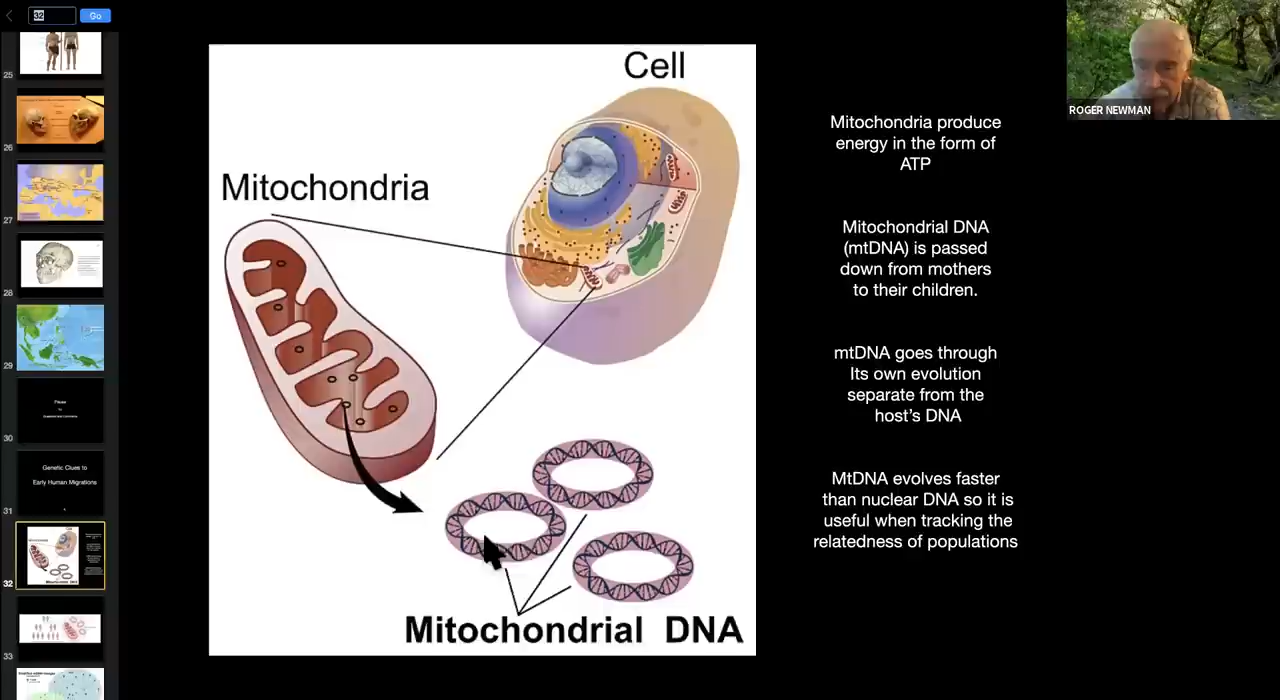 32
Go
ROGER NEWMAN
Cell
Mitochondria
Mitochondrial DNA
Mitochondria produce
energy in the form of
ATP
Mitochondrial DNA
(mtDNA) is passed
down from mothers
to their children.
mtDNA goes through
Its own evolution
separate from the
host's DNA
MtDNA evolves faster
than nuclear DNA so it is
useful when tracking the
relatedness of populations
25
26
27
28
29
30
Genetic Clues to
Early Human Migrations
31
Mitochondrial DNA
32
33